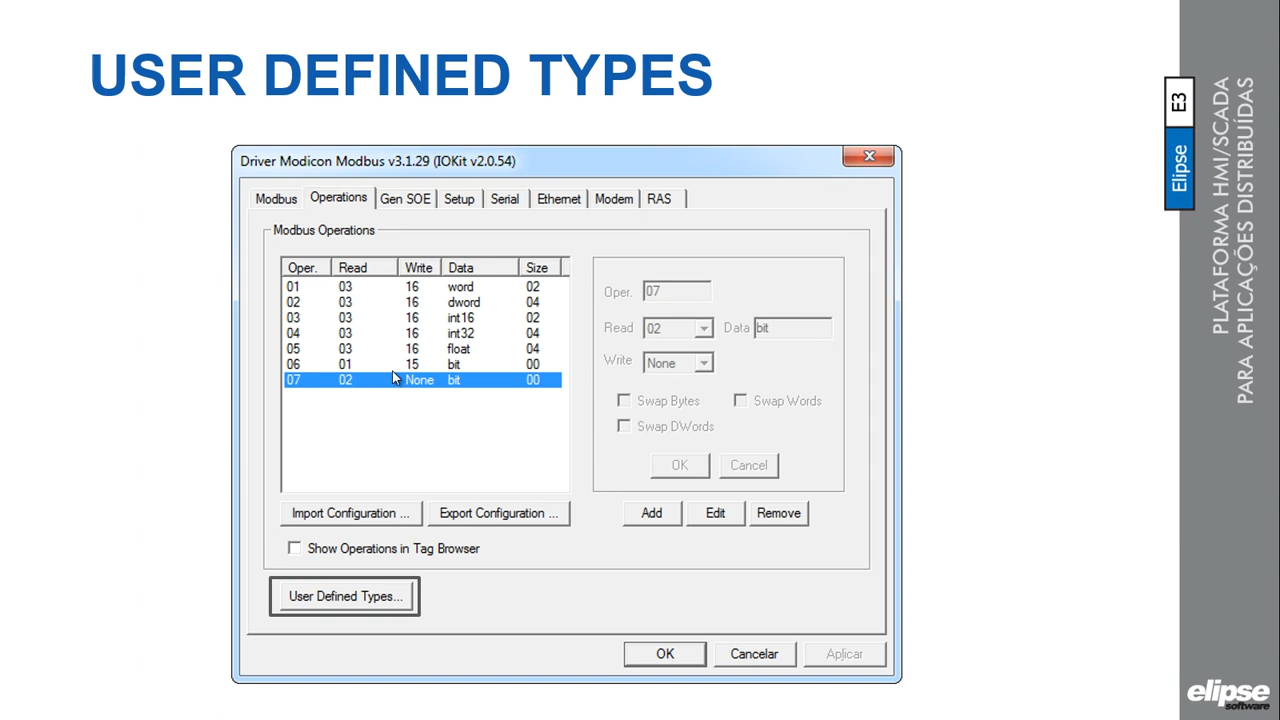 USER DEFINED TYPES
Driver Modicon Modbus v3.1.29 (IOKit v2.0.54)
Modbus Operations Gen SOE Setup Serial Ethernet Modem RAS
Modbus Operations
Oper. Read Write Data Size
01 03 16 word 02
02 03 16 dword 04
03 03 16 int16 02
04 03 16 int32 04
05 03 16 float 04
06 01 15 bit 00
07 02 None bit 00
Oper. 07
Read 02 Data bit
Write None
Swap Bytes Swap Words
Swap DWords
OK Cancel
Import Configuration ... Export Configuration ... Add Edit Remove
Show Operations in Tag Browser
User Defined Types...
OK Cancelar Aplicar
Elipse E3
PLATAFORMA HMI/SCADA
PARA APLICAÇÕES DISTRIBUÍDAS
elipse
software